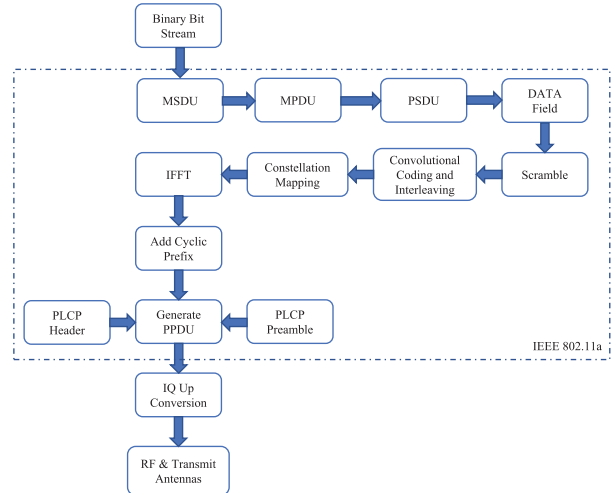 Binary Bit
Stream
MSDU
MPDU
PSDU
DATA
Field
IFFT
Constellation
Mapping
Convolutional
Coding and
Interleaving
Scramble
Add Cyclic
Prefix
PLCP
Header
Generate
PPDU
PLCP
Preamble
IEEE 802.11a
IQ Up
Conversion
RF & Transmit
Antennas